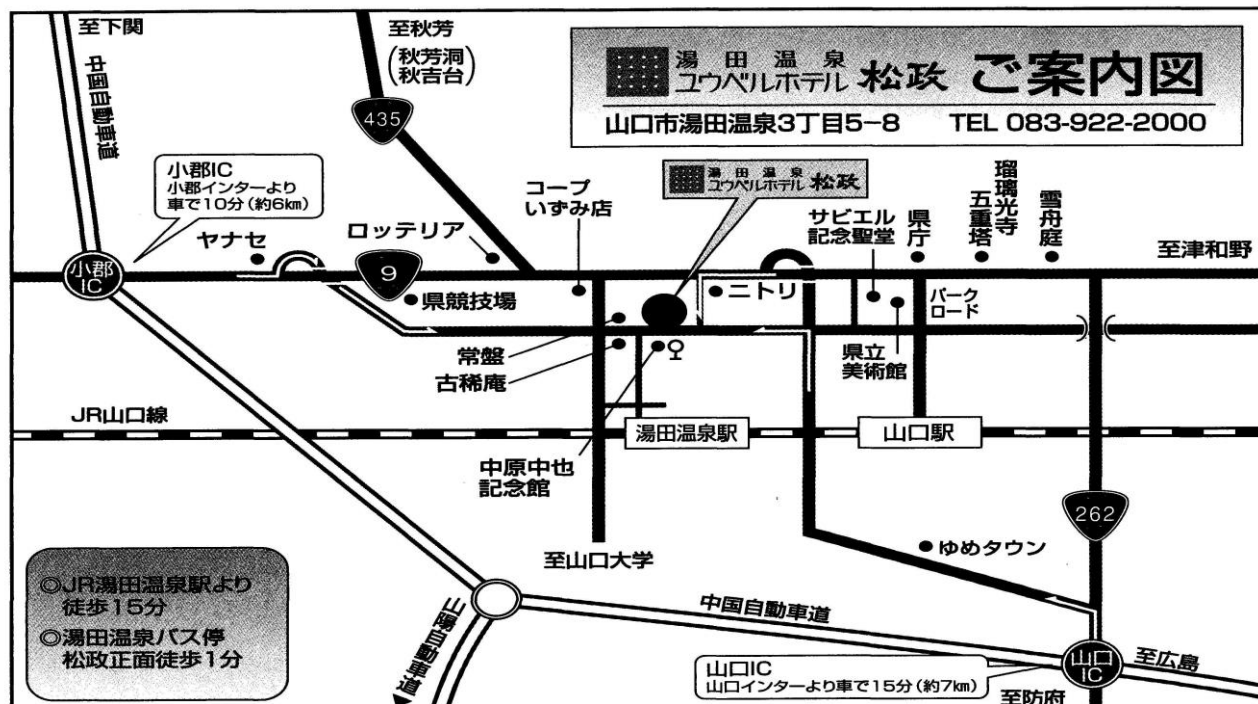 至下関
中国自動車道
至秋芳
(秋芳洞
秋吉台)
435
湯田温泉
ユウベルホテル 松政 ご案内図
山口市湯田温泉3丁目5-8 TEL 083-922-2000
小郡IC
小郡インターより
車で10分(約6km)
湯田温泉
ユウベルホテル 松政
コープ
いずみ店
ロッテリア
ヤナセ
サビエル
記念聖堂
県庁
瑠璃光寺
五重塔
雪舟庭
至津和野
小郡
IC
9
県競技場
ニトリ
パーク
ロード
常盤
古稀庵
県立
美術館
JR山口線
湯田温泉駅
山口駅
中原中也
記念館
262
至山口大学
ゆめタウン
◎JR湯田温泉駅より
徒歩15分
◎湯田温泉バス停
松政正面徒歩1分
山陽自動車道
中国自動車道
山口IC
山口インターより車で15分(約7km)
山口
IC
至広島
至防府